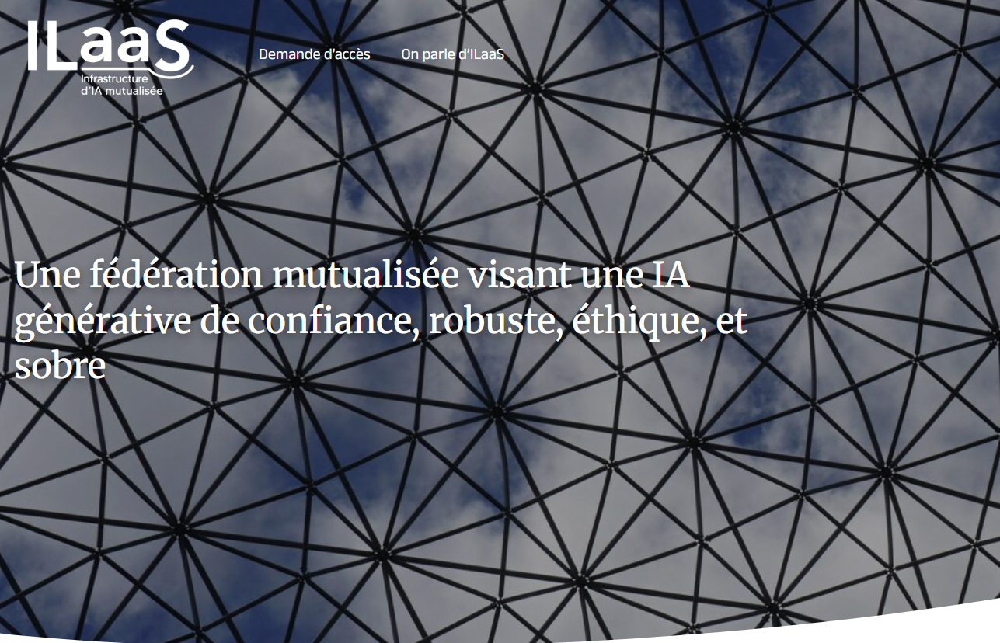 ILaaS
Infrastructure
d'IA mutualisée
Demande d'accès
On parle d'ILaaS
Une fédération mutualisée visant une IA
générative de confiance, robuste, éthique, et
sobre